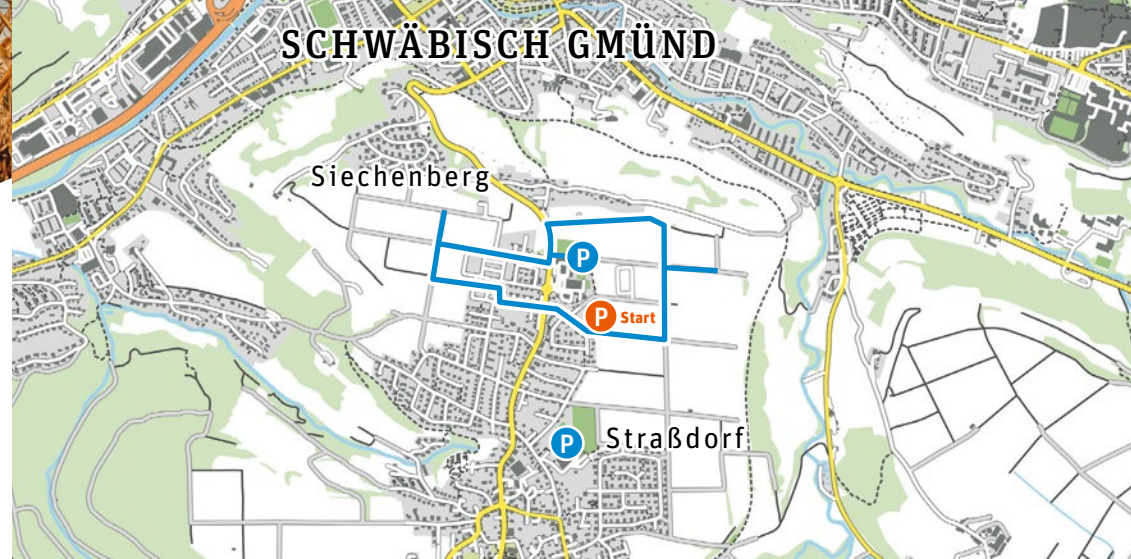 SCHWÄBISCH GMÜND
Siechenberg
P
P Start
P
Straßdorf